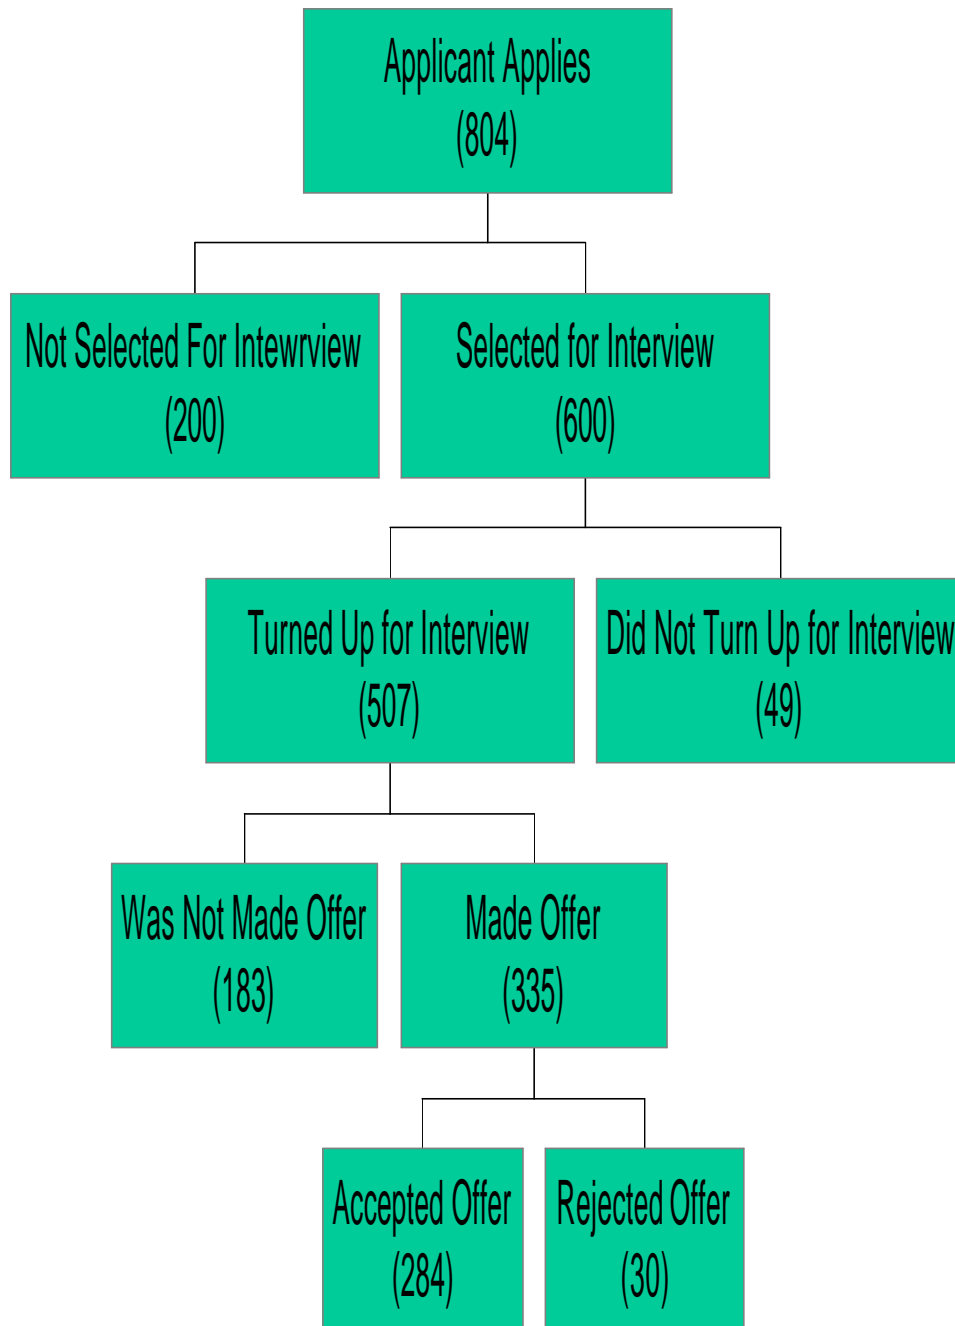 Applicant Applies
(804)
Not Selected For Intewrview
(200)
Selected for Interview
(600)
Turned Up for Interview
(507)
Did Not Turn Up for Interview
(49)
Was Not Made Offer
(183)
Made Offer
(335)
Accepted Offer
(284)
Rejected Offer
(30)